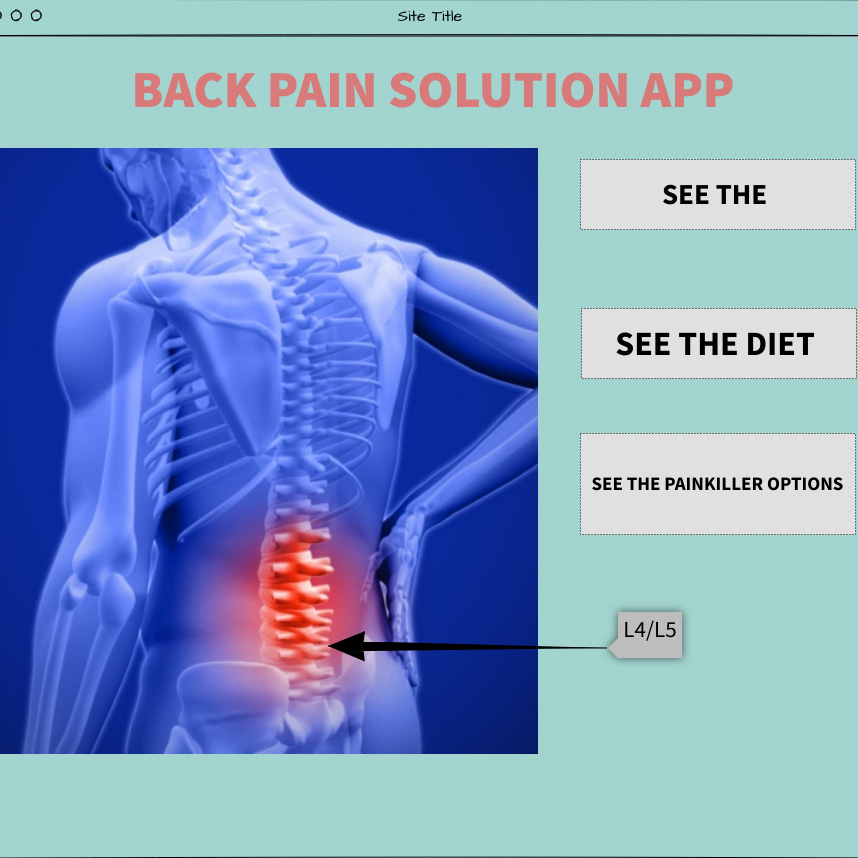 Site Title
BACK PAIN SOLUTION APP
SEE THE
SEE THE DIET
SEE THE PAINKILLER OPTIONS
L4/L5